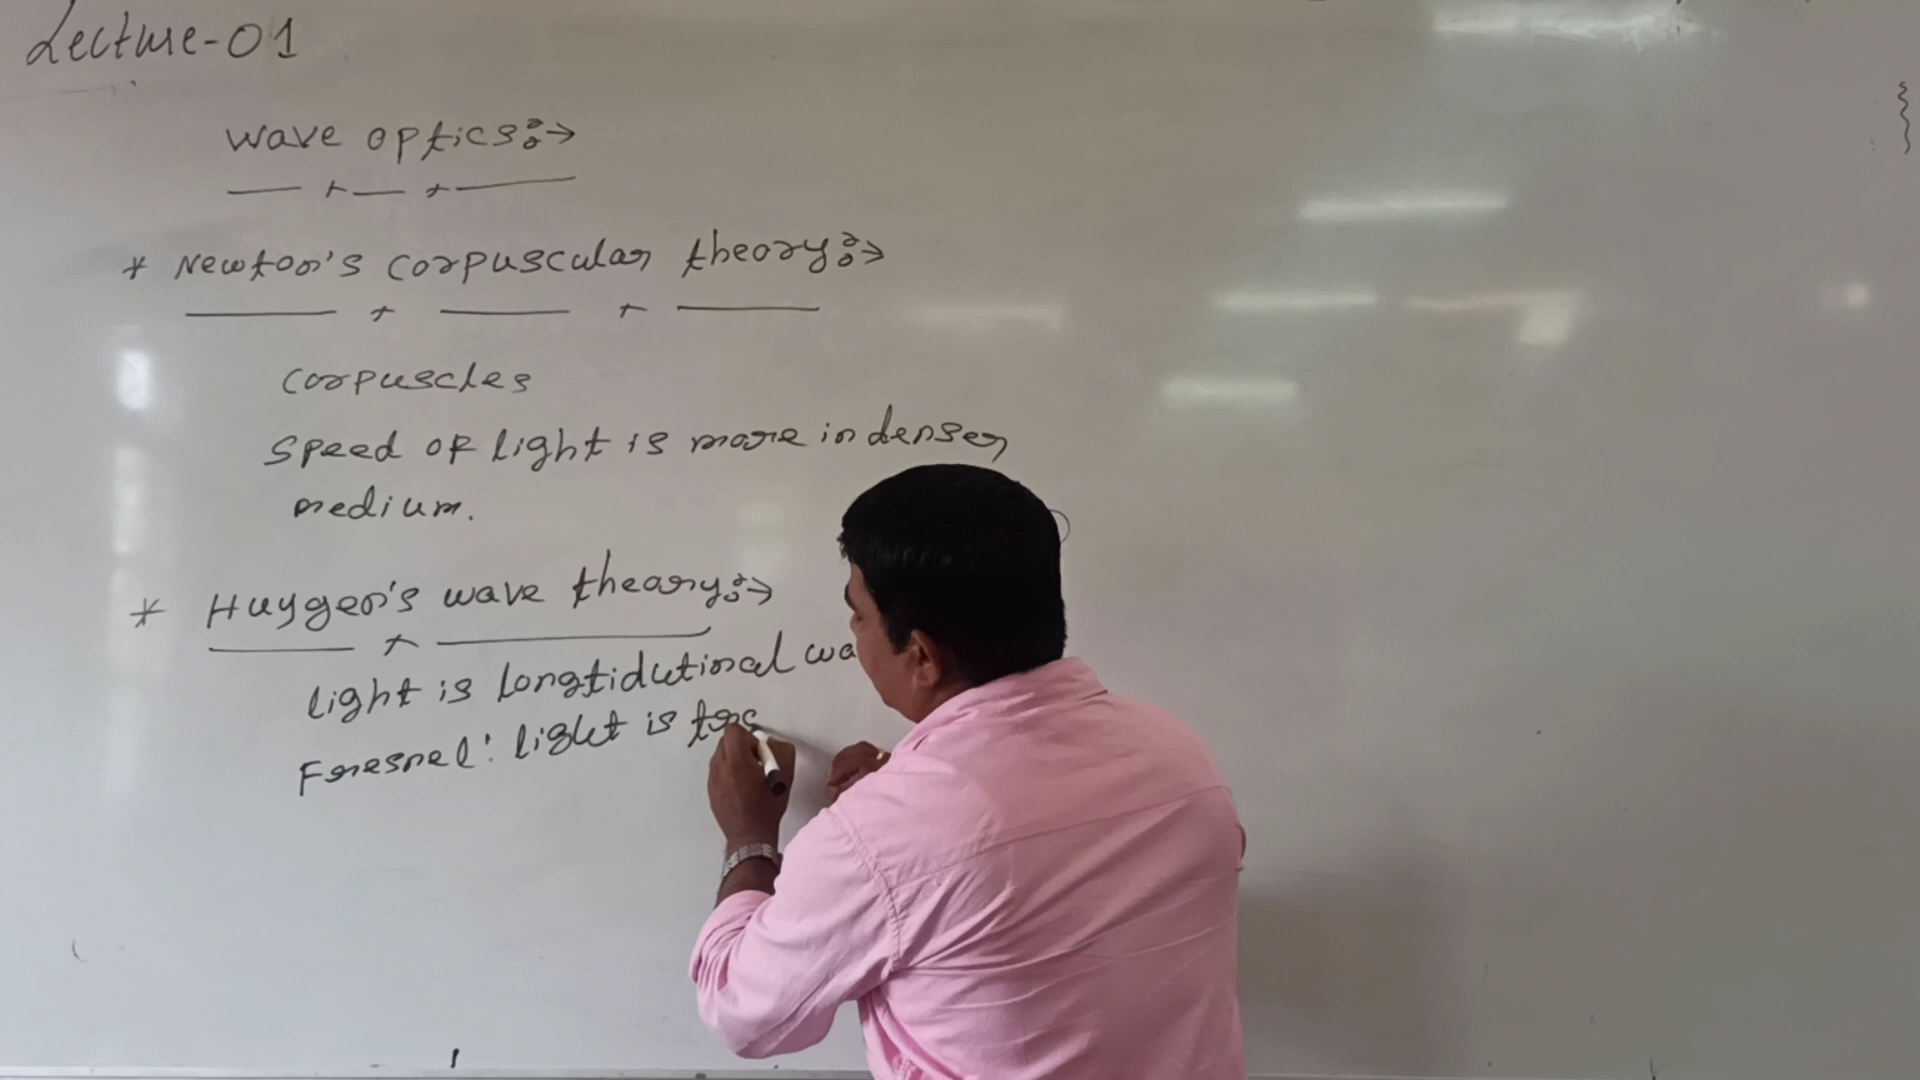 Lecture-01
wave optics:→
* Newton's corpuscular theory:→
corpuscles
Speed of light is more in denser
medium.
* Huygen's wave theory:→
light is longtidutional wa
Fresnel: light is